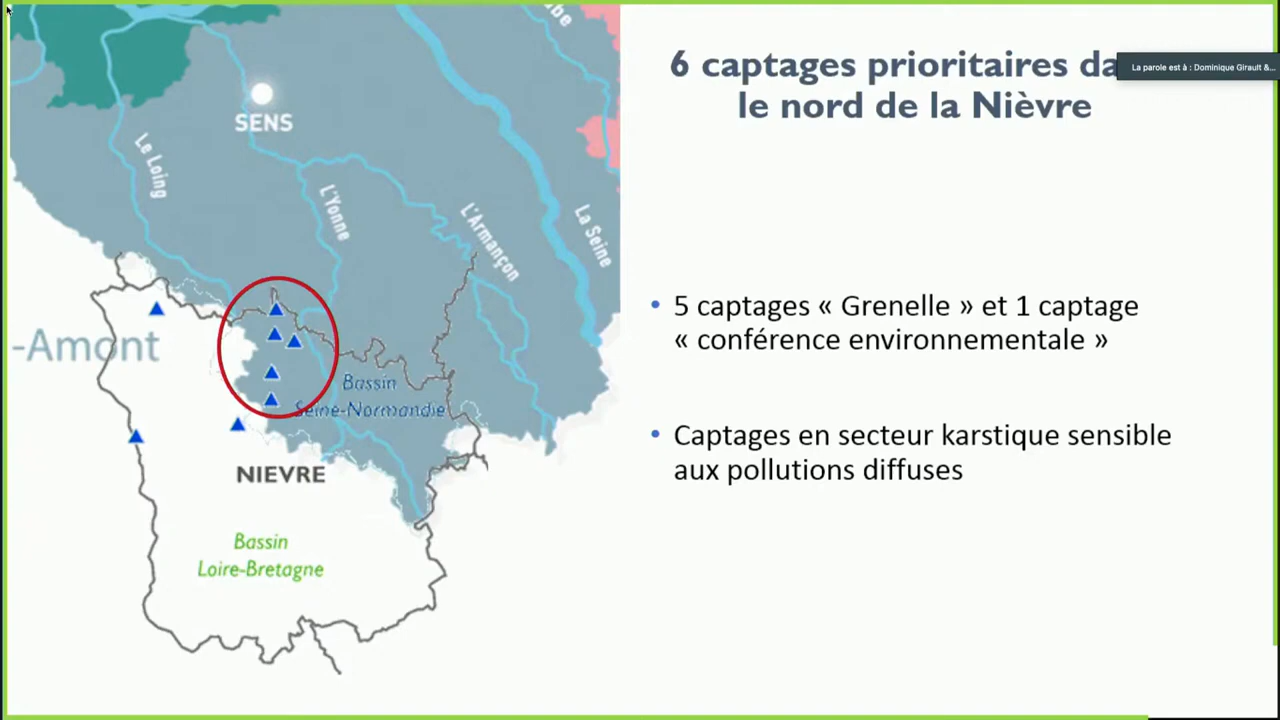 6 captages prioritaires da
le nord de la Nièvre
La parole est à : Dominique Girault &...
be
SENS
Le Loing
L'Yonne
L'Armançon
La Seine
-Amont
Bassin
Seine-Normandie
NIEVRE
Bassin
Loire-Bretagne
• 5 captages « Grenelle » et 1 captage
« conférence environnementale »
• Captages en secteur karstique sensible
aux pollutions diffuses